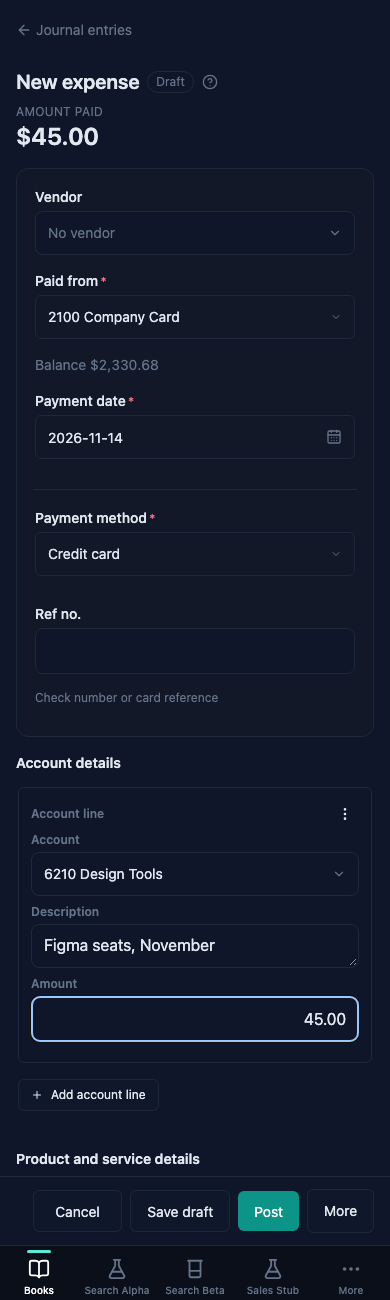 Journal entries
New expense Draft
AMOUNT PAID
$45.00
Vendor
No vendor
Paid from *
2100 Company Card
Balance $2,330.68
Payment date *
2026-11-14
Payment method *
Credit card
Ref no.
Check number or card reference
Account details
Account line
Account
6210 Design Tools
Description
Figma seats, November
Amount
45.00
+ Add account line
Product and service details
Cancel Save draft Post More
Books Search Alpha Search Beta Sales Stub More